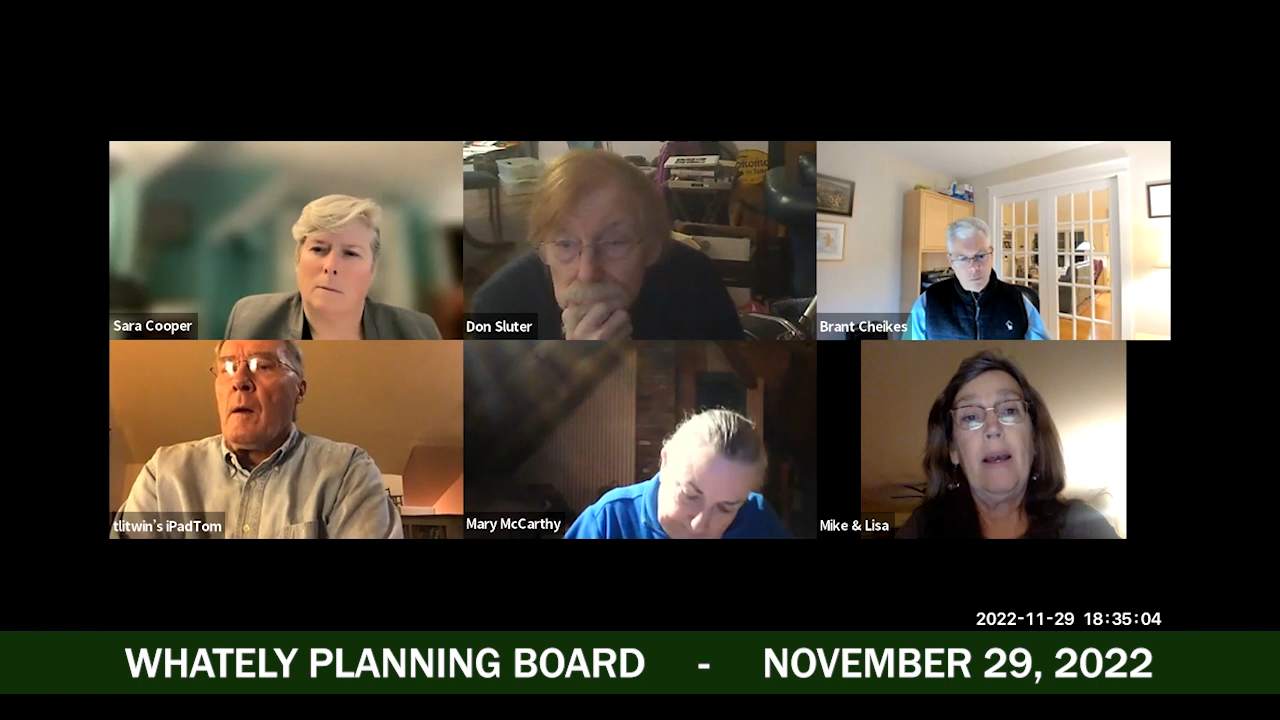 Sara Cooper
Don Sluter
Brant Cheikes
tlitwin's iPadTom
Mary McCarthy
Mike & Lisa
2022-11-29 18:35:04
WHATELY PLANNING BOARD - NOVEMBER 29, 2022